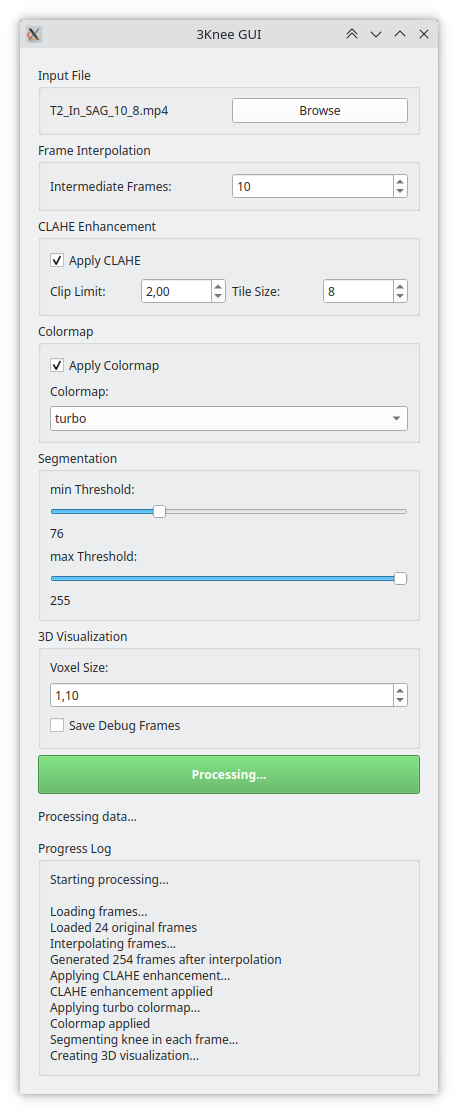 3Knee GUI
Input File
T2_In_SAG_10_8.mp4 Browse
Frame Interpolation
Intermediate Frames: 10
CLAHE Enhancement
Apply CLAHE
Clip Limit: 2,00 Tile Size: 8
Colormap
Apply Colormap
Colormap:
turbo
Segmentation
min Threshold:
76
max Threshold:
255
3D Visualization
Voxel Size:
1,10
Save Debug Frames
Processing...
Processing data...
Progress Log
Starting processing...
Loading frames...
Loaded 24 original frames
Interpolating frames...
Generated 254 frames after interpolation
Applying CLAHE enhancement...
CLAHE enhancement applied
Applying turbo colormap...
Colormap applied
Segmenting knee in each frame...
Creating 3D visualization...